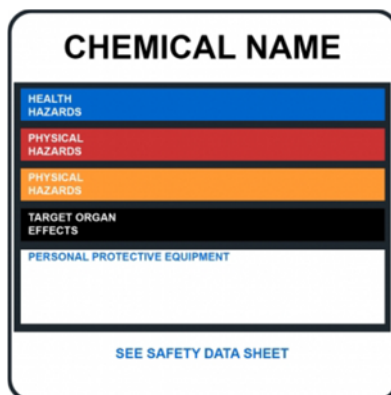 CHEMICAL NAME
HEALTH
HAZARDS
PHYSICAL
HAZARDS
PHYSICAL
HAZARDS
TARGET ORGAN
EFFECTS
PERSONAL PROTECTIVE EQUIPMENT
SEE SAFETY DATA SHEET